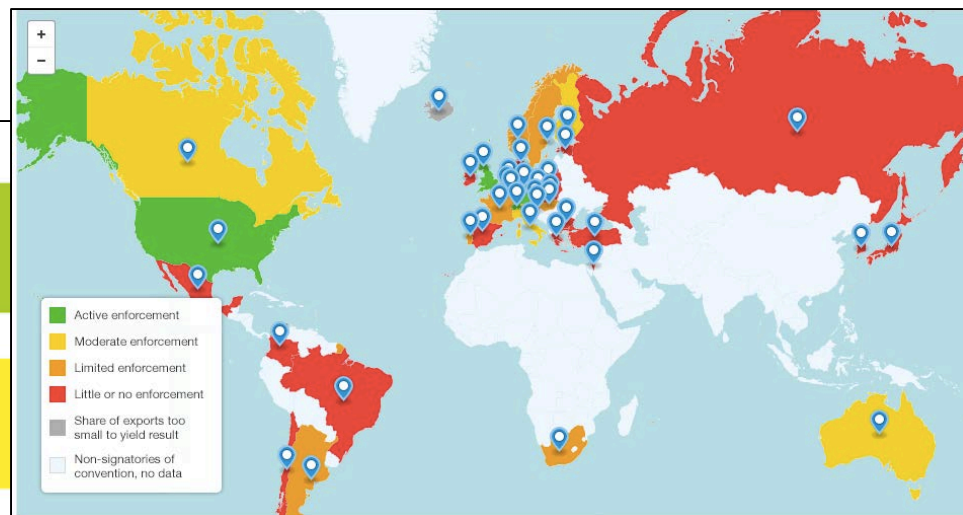 +
−
Active enforcement
Moderate enforcement
Limited enforcement
Little or no enforcement
Share of exports too
small to yield result
Non-signatories of
convention, no data